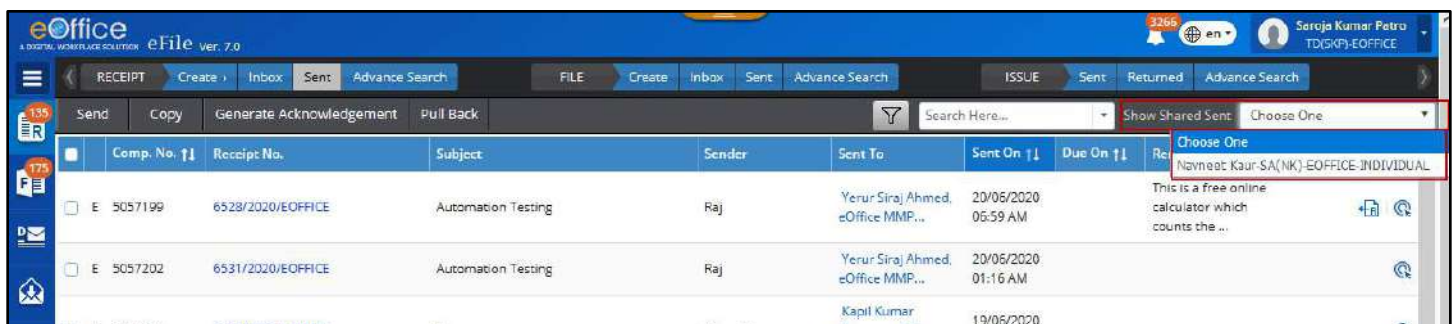 eOffice
A DIGITAL WORKPLACE SOLUTION eFile Ver. 7.0
3266 en Saroja Kumar Patro
TD(SKP)-EOFFICE
RECEIPT Create Inbox Sent Advance Search FILE Create Inbox Sent Advance Search ISSUE Sent Returned Advance Search
135 R Send Copy Generate Acknowledgement Pull Back Search Here... Show Shared Sent Choose One
Choose One
Navneet Kaur-SA(NK)-EOFFICE-INDIVIDUAL
Comp. No. Receipt No. Subject Sender Sent To Sent On Due On
175 F
E 5057199 6528/2020/EOFFICE Automation Testing Raj Yerur Siraj Ahmed, eOffice MMP... 20/06/2020 06:59 AM This is a free online calculator which counts the ...
D
E 5057202 6531/2020/EOFFICE Automation Testing Raj Yerur Siraj Ahmed, eOffice MMP... 20/06/2020 01:16 AM
Kapil Kumar
19/06/2020